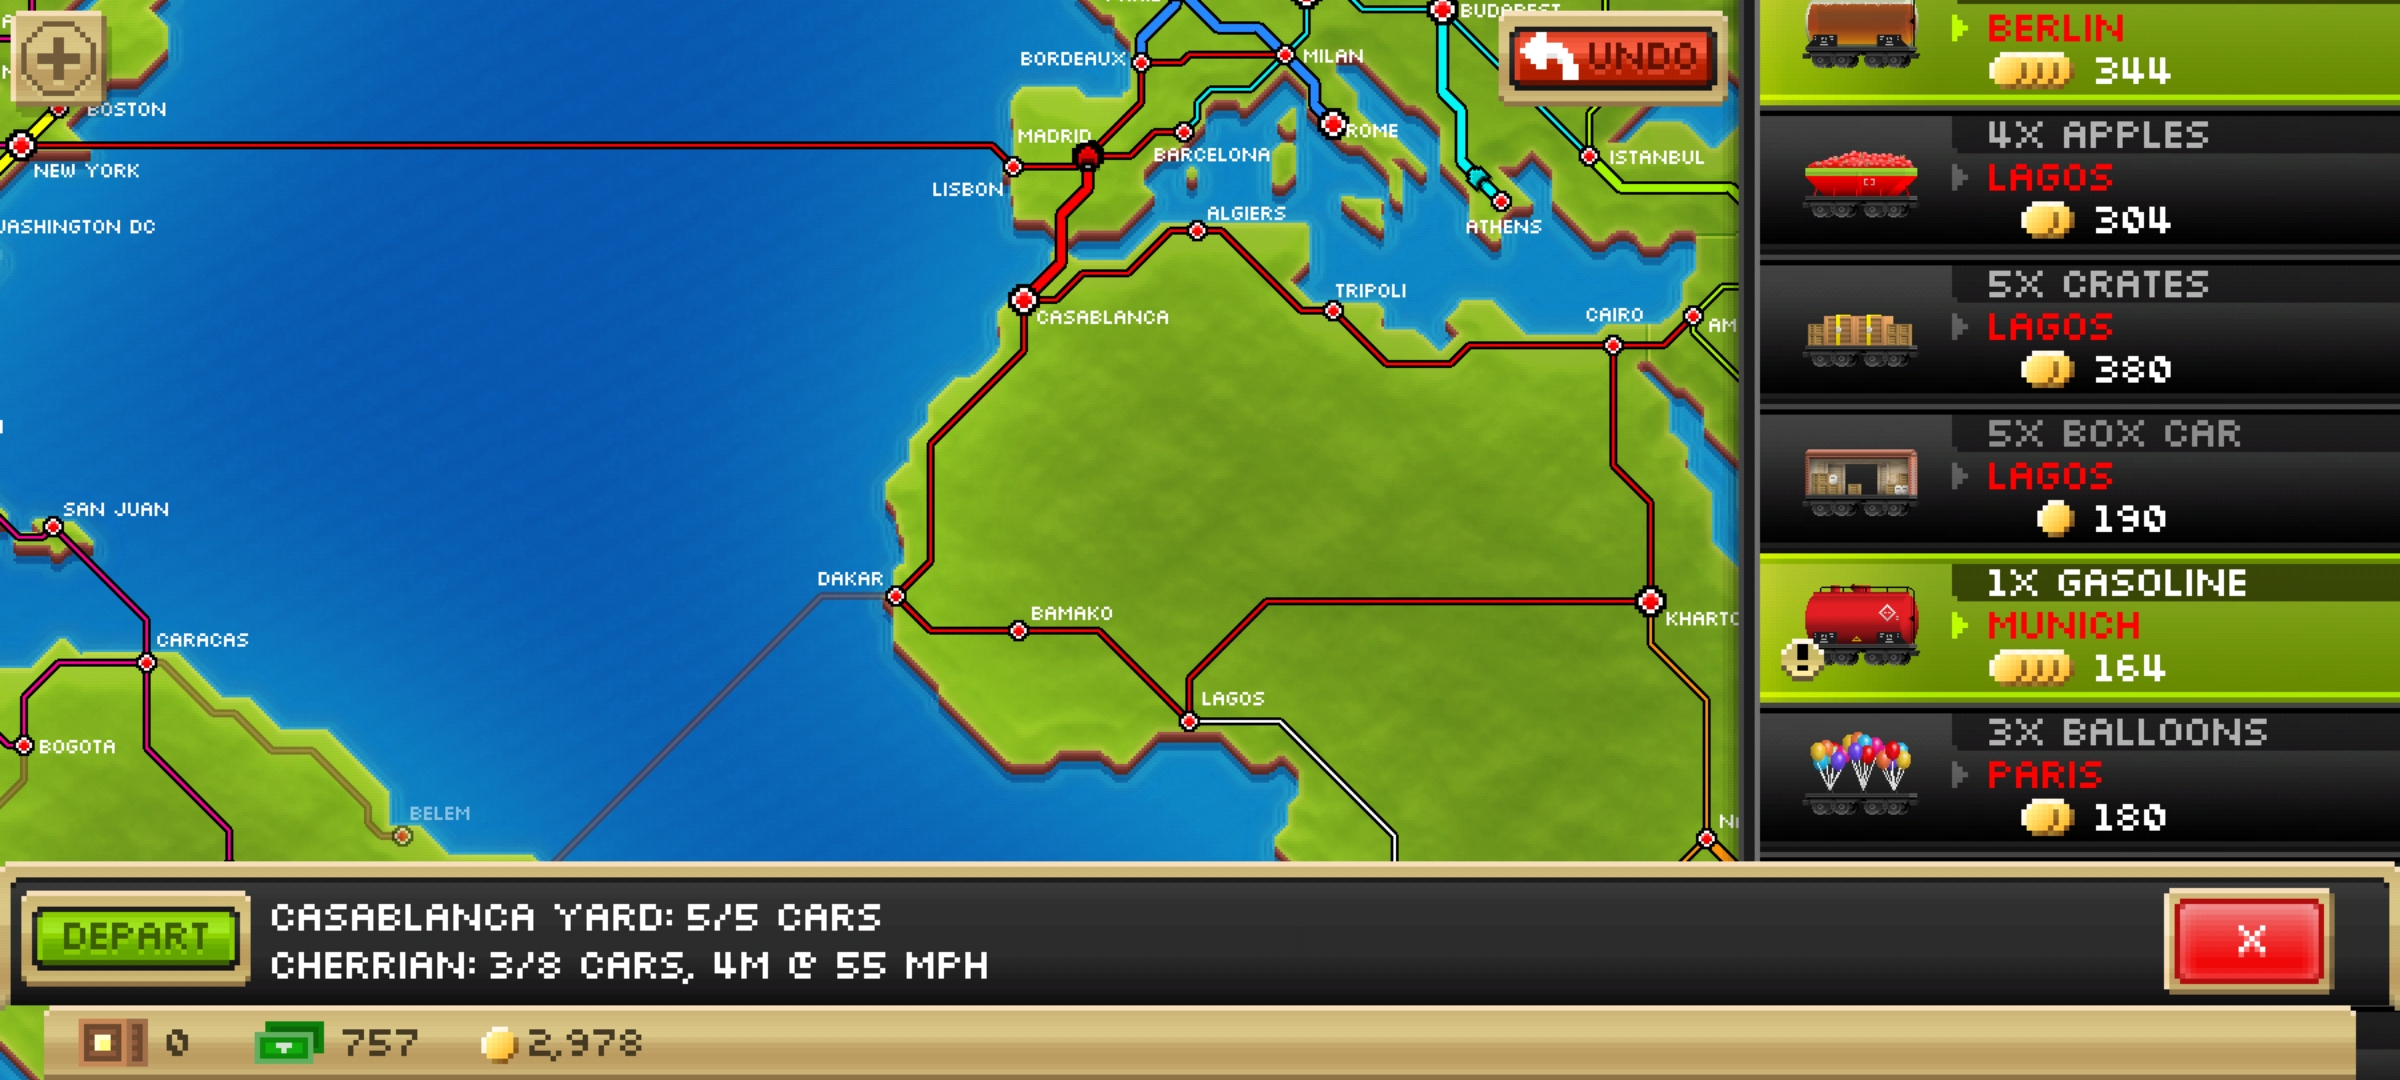 BUDAPEST
BERLIN
344
UNDO
BORDEAUX
MILAN
BOSTON
NEW YORK
MADRID
ROME
BARCELONA
ISTANBUL
LISBON
WASHINGTON DC
ALGIERS
ATHENS
4X APPLES
LAGOS
304
TRIPOLI
CASABLANCA
CAIRO
AM
5X CRATES
LAGOS
380
5X BOX CAR
LAGOS
190
SAN JUAN
DAKAR
BAMAKO
KHARTO
CARACAS
LAGOS
BOGOTA
BELEM
1X GASOLINE
MUNICH
164
3X BALLOONS
PARIS
180
DEPART
CASABLANCA YARD: 5/5 CARS
CHERRIAN: 3/8 CARS, 4M @ 55 MPH
X
0
757
2,978